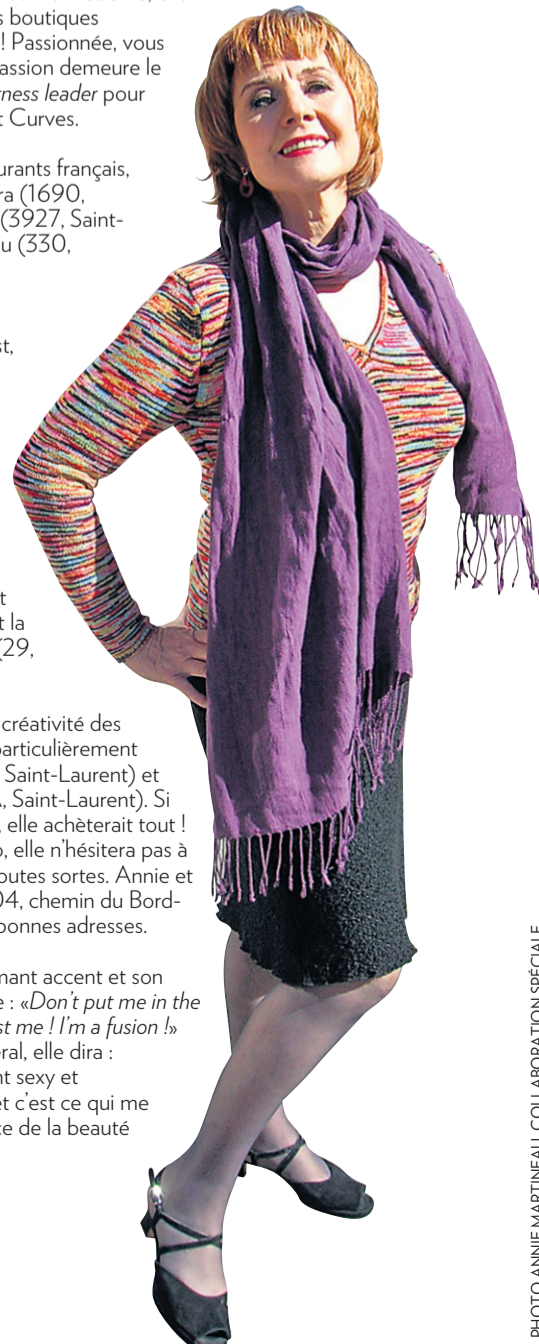 s boutiques
! Passionnée, vous
assion demeure le
ness leader pour
t Curves.
urants français,
ra (1690,
(3927, Saint-
u (330,
st,
t
t la
(29,
créativité des
particulièrement
Saint-Laurent) et
A, Saint-Laurent). Si
, elle achèterait tout !
o, elle n'hésitera pas à
outes sortes. Annie et
04, chemin du Bord-
bonnes adresses.
mant accent et son
e : «Don't put me in the
st me ! I'm a fusion !»
éral, elle dira :
nt sexy et
et c'est ce qui me
ce de la beauté
PHOTO ANNIE MARTINEAU, COLLABORATION SPÉCIALE